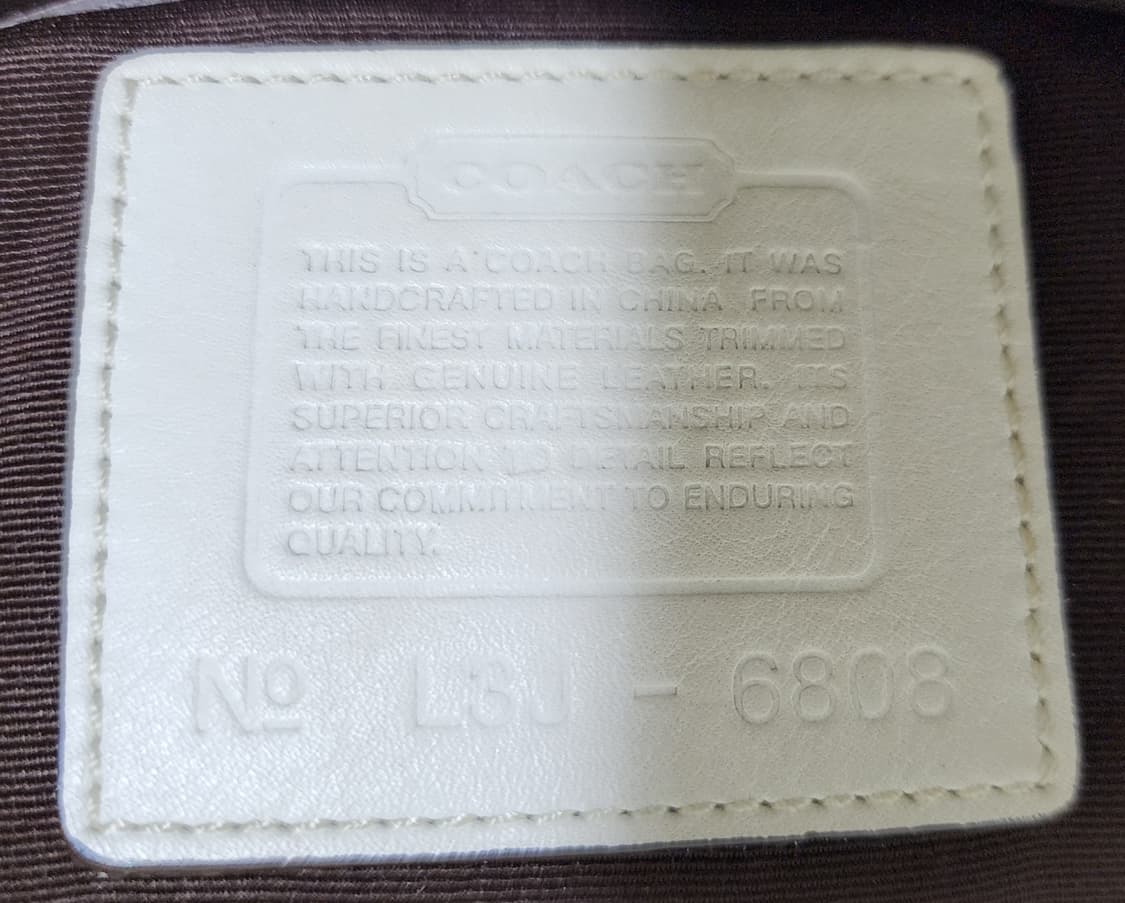 COACH
THIS IS A COACH BAG. IT WAS
HANDCRAFTED IN CHINA FROM
THE FINEST MATERIALS TRIMMED
WITH GENUINE LEATHER. ITS
SUPERIOR CRAFTSMANSHIP AND
ATTENTION TO DETAIL REFLECT
OUR COMMITMENT TO ENDURING
QUALITY.
Nº L3J - 6808